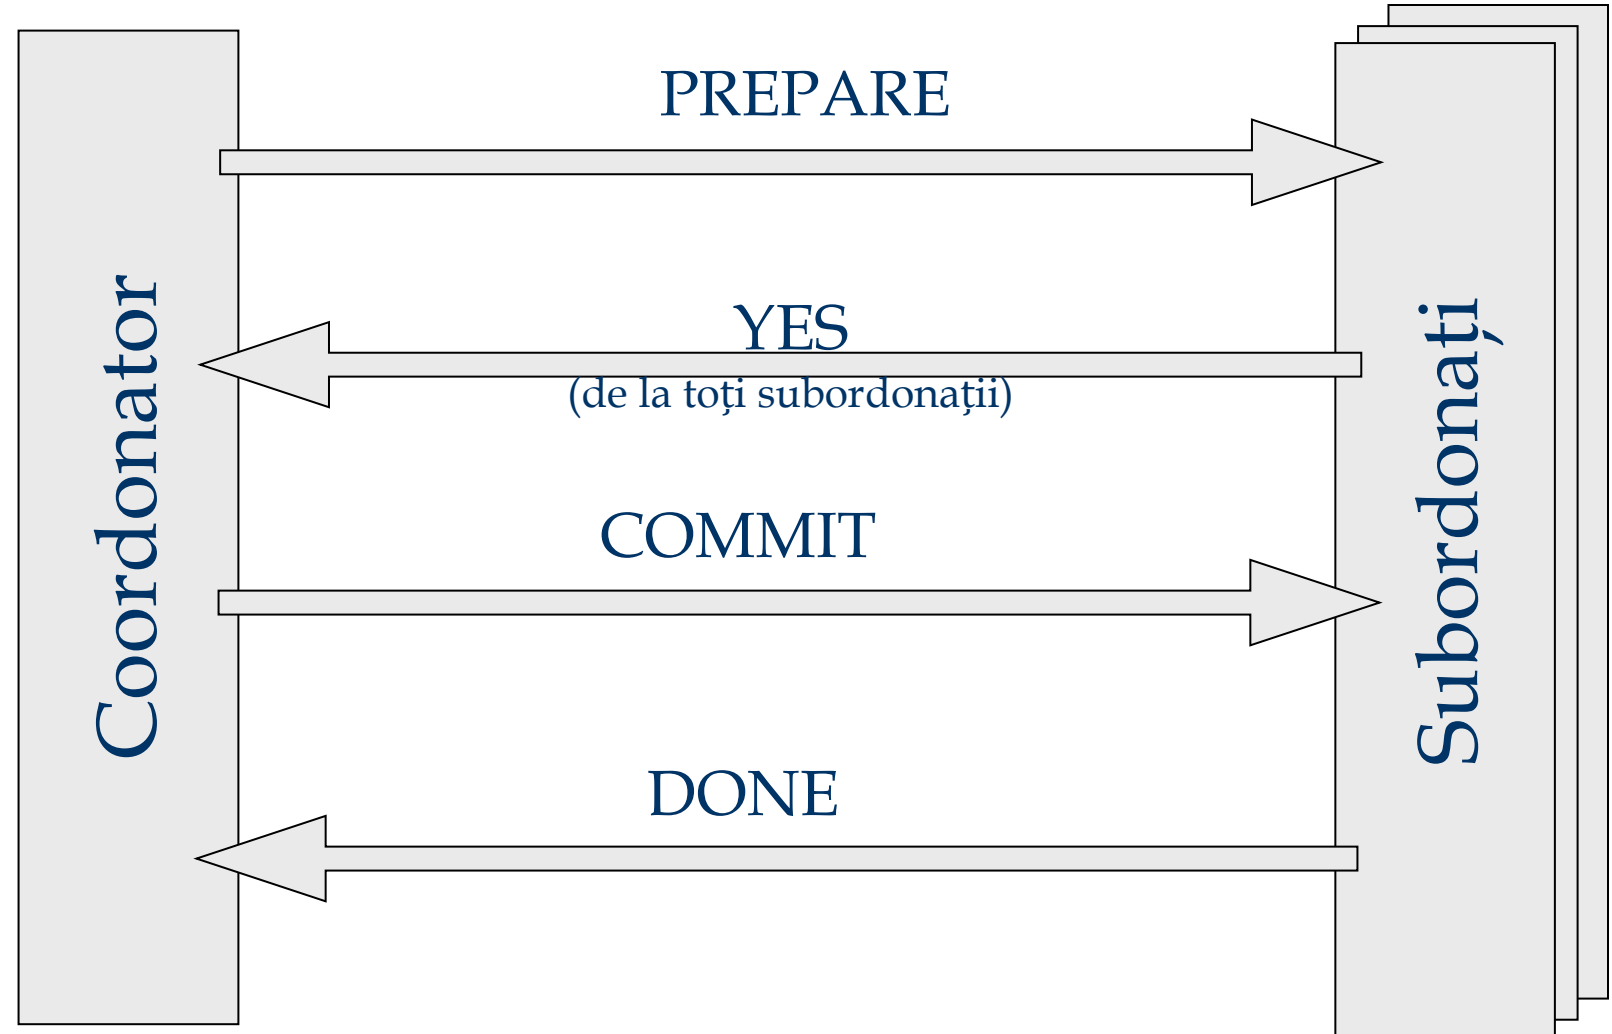 Coordonator
PREPARE
YES
(de la toți subordonații)
COMMIT
DONE
Subordonați